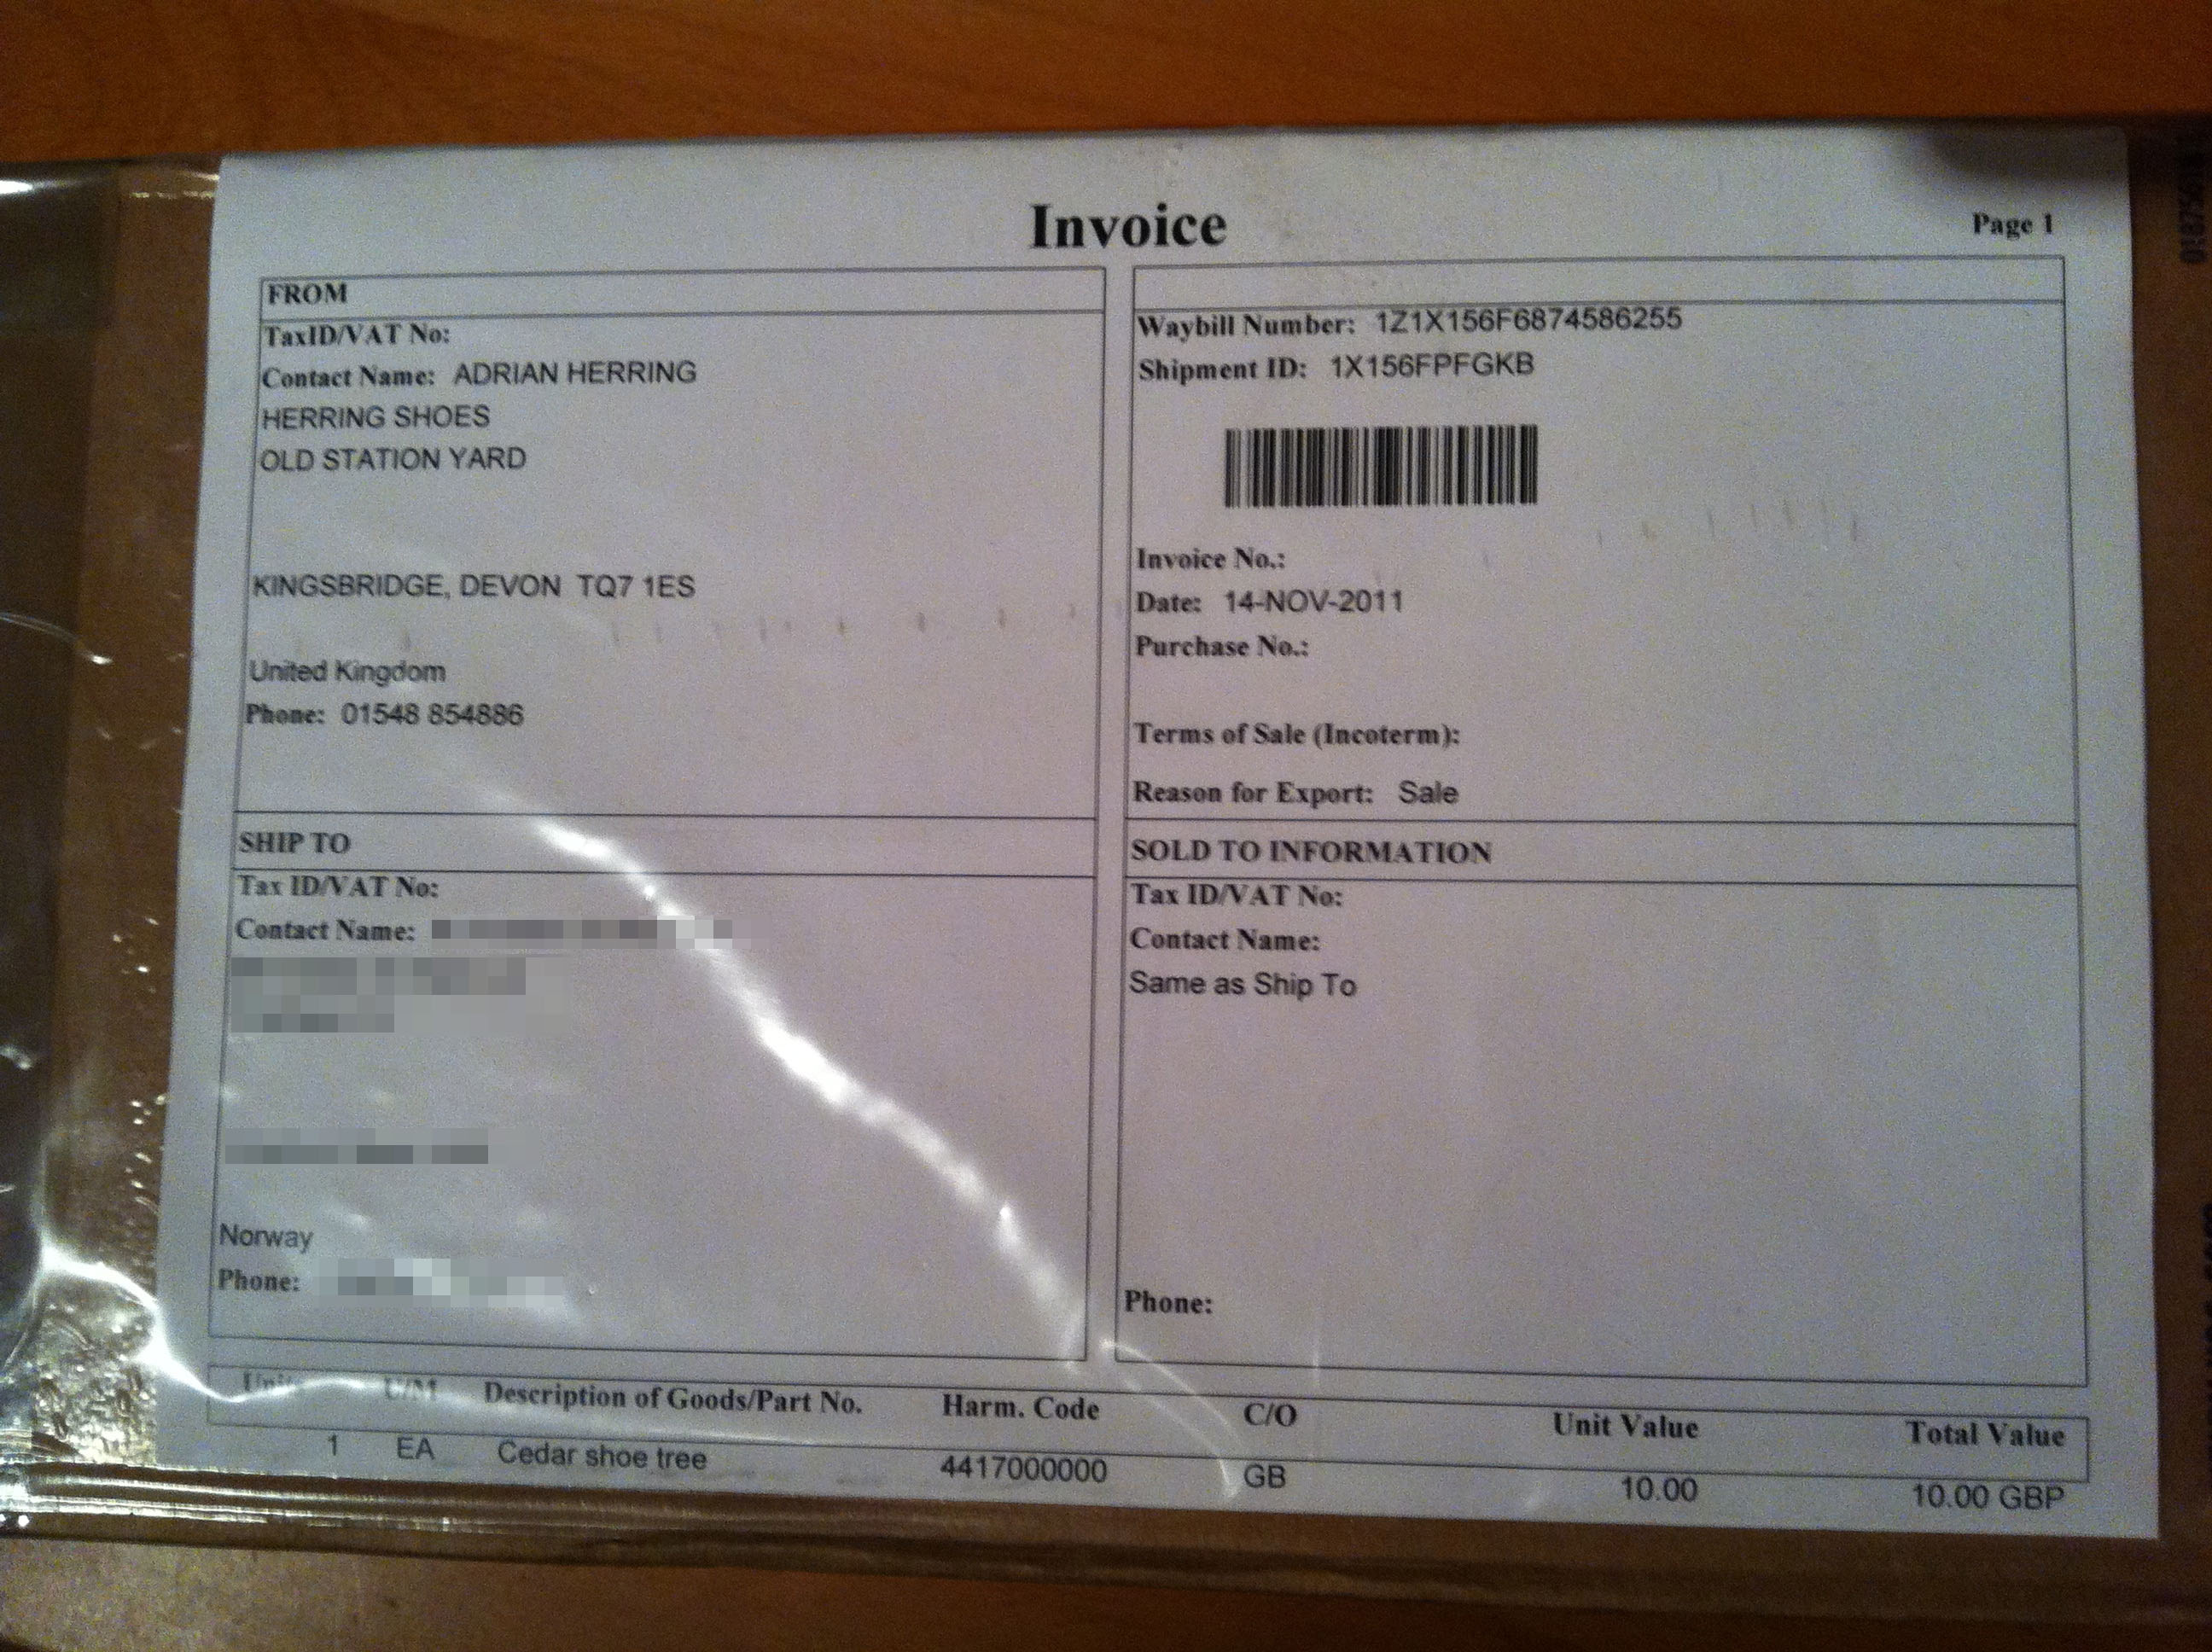 Invoice
Page 1
FROM
TaxID/VAT No:
Contact Name: ADRIAN HERRING
HERRING SHOES
OLD STATION YARD
KINGSBRIDGE, DEVON TQ7 1ES
United Kingdom
Phone: 01548 854886
Waybill Number: 1Z1X156F6874586255
Shipment ID: 1X156FPFGKB
Invoice No.:
Date: 14-NOV-2011
Purchase No.:
Terms of Sale (Incoterm):
Reason for Export: Sale
SHIP TO
Tax ID/VAT No:
Contact Name:
Norway
Phone:
SOLD TO INFORMATION
Tax ID/VAT No:
Contact Name:
Same as Ship To
Phone:
Units U/M Description of Goods/Part No. Harm. Code C/O Unit Value Total Value
1 EA Cedar shoe tree 4417000000 GB 10.00 10.00 GBP